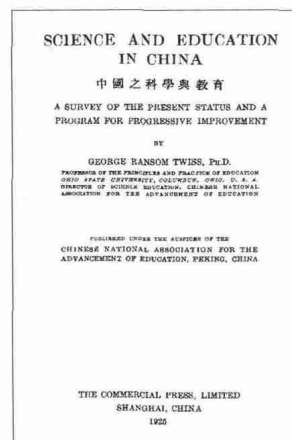 SCIENCE AND EDUCATION
IN CHINA
中國之科學與教育
A SURVEY OF THE PRESENT STATUS AND A
PROGRAM FOR PROGRESSIVE IMPROVEMENT
BY
GEORGE RANSOM TWISS, PH.D.
PROFESSOR OF THE PRINCIPLES AND PRACTICE OF EDUCATION
OHIO STATE UNIVERSITY, COLUMBUS, OHIO, U. S. A.
DIRECTOR OF SCIENCE EDUCATION, CHINESE NATIONAL
ASSOCIATION FOR THE ADVANCEMENT OF EDUCATION
PUBLISHED UNDER THE AUSPICES OF THE
CHINESE NATIONAL ASSOCIATION FOR THE
ADVANCEMENT OF EDUCATION, PEKING, CHINA
THE COMMERCIAL PRESS, LIMITED
SHANGHAI, CHINA
1925